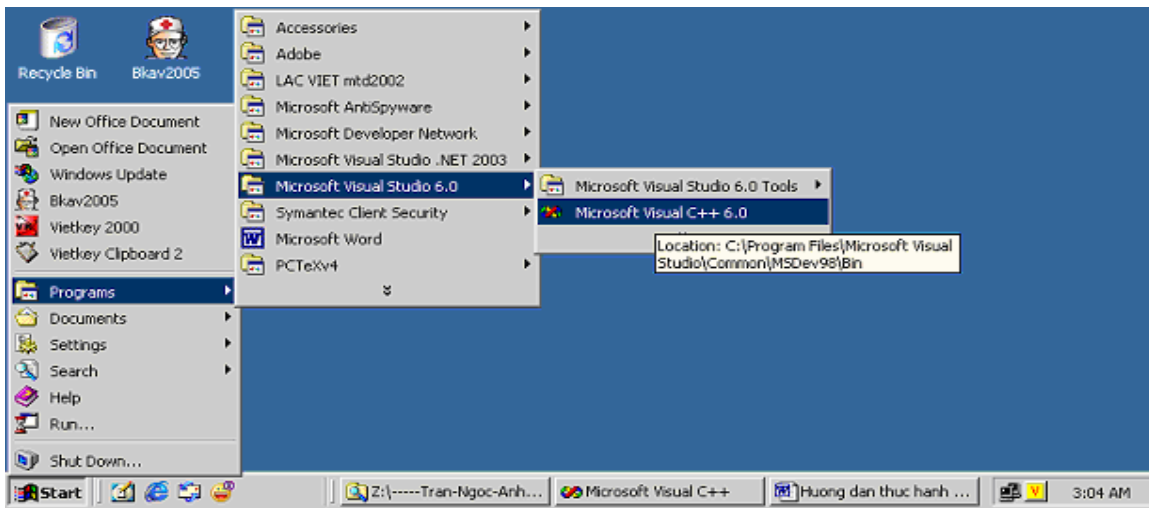 Recycle Bin
Bkav2005
New Office Document
Open Office Document
Windows Update
Bkav2005
Vietkey 2000
Vietkey Clipboard 2
Programs
Documents
Settings
Search
Help
Run...
Shut Down...
Accessories
Adobe
LAC VIET mtd2002
Microsoft AntiSpyware
Microsoft Developer Network
Microsoft Visual Studio .NET 2003
Microsoft Visual Studio 6.0
Symantec Client Security
Microsoft Word
PCTeXv4
Microsoft Visual Studio 6.0 Tools
Microsoft Visual C++ 6.0
Location: C:\Program Files\Microsoft Visual
Studio\Common\MSDev98\Bin
Start
Z:\-----Tran-Ngoc-Anh...
Microsoft Visual C++
Huong dan thuc hanh ...
V
3:04 AM